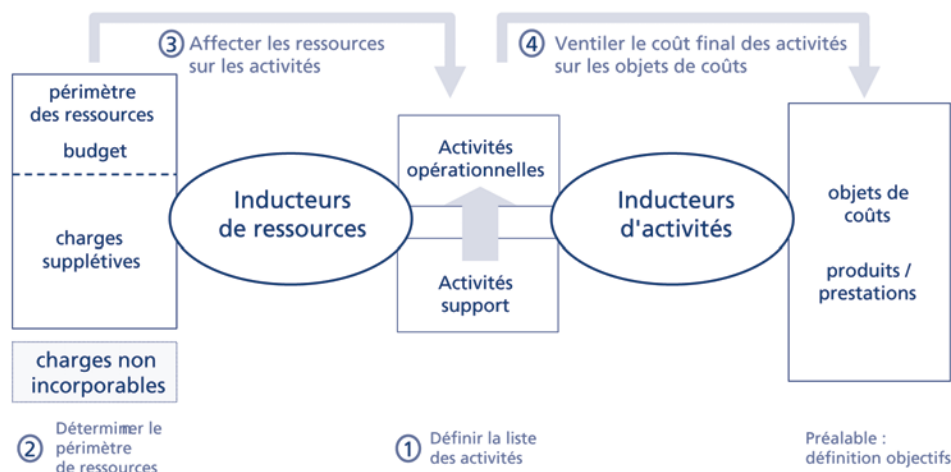 ③ Affecter les ressources
sur les activités
④ Ventiler le coût final des activités
sur les objets de coûts
périmètre
des ressources
budget
charges
supplétives
charges non
incorporables
Inducteurs
de ressources
Activités
opérationnelles
Activités
support
Inducteurs
d'activités
objets de
coûts
produits /
prestations
② Détermimer le
périmètre
de ressources
① Définir la liste
des activités
Préalable :
définition objectifs